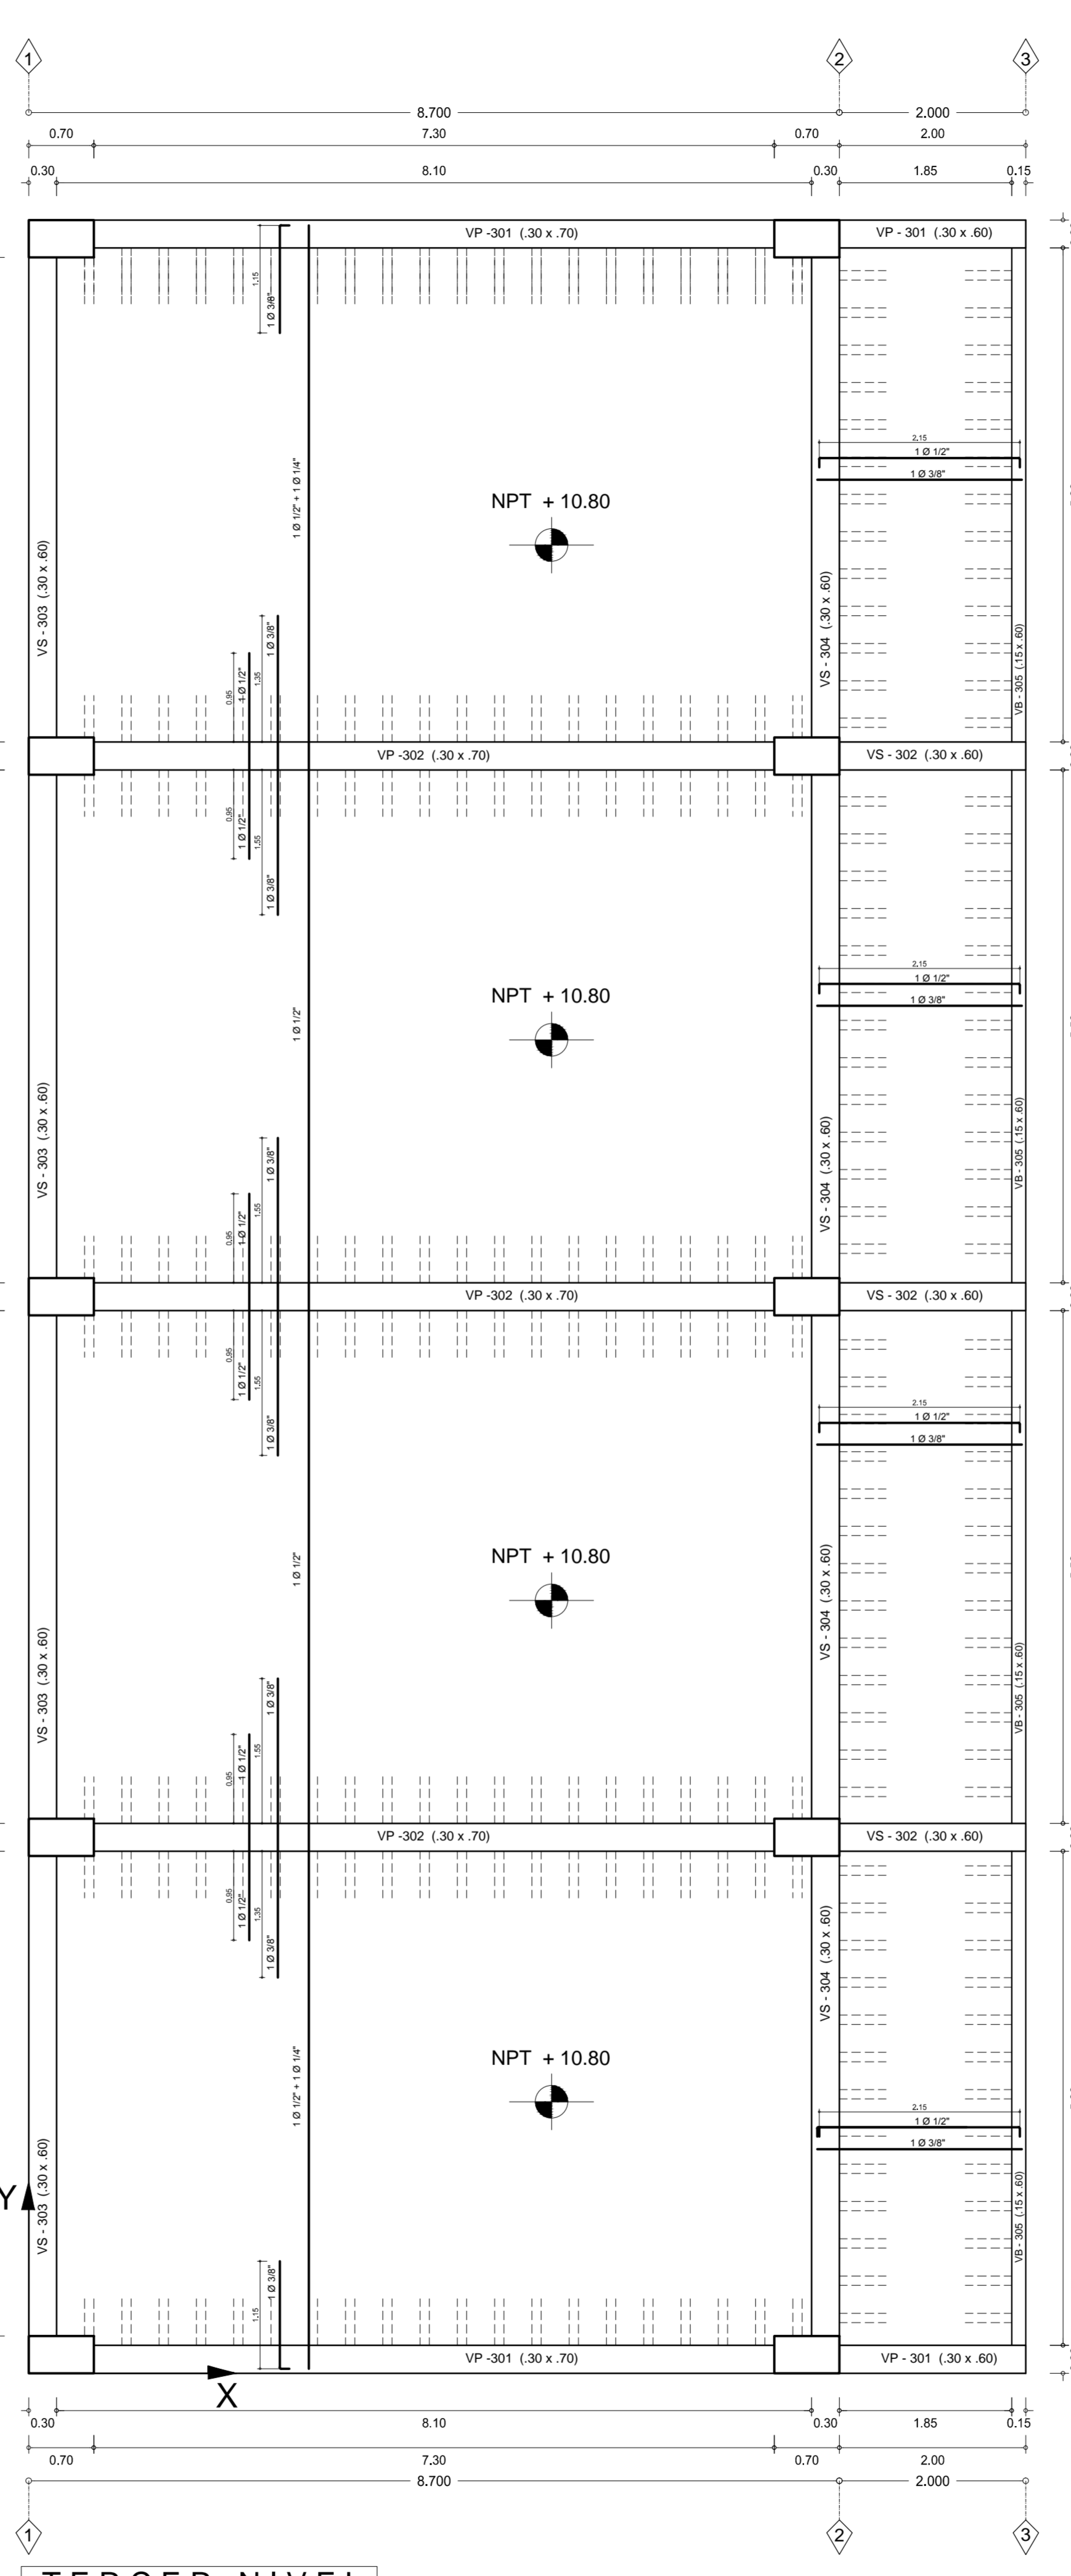 1 2 3
8.700 2.000
0.70 7.30 0.70 2.00
0.30 8.10 0.30 1.85 0.15
VP -301 (.30 x .70) VP - 301 (.30 x .60)
1.15
1 Ø 3/8"
2.15
1 Ø 1/2"
1 Ø 3/8"
1 Ø 1/2" + 1 Ø 1/4"
NPT + 10.80
VS - 303 (.30 x .60)
VS - 304 (.30 x .60)
VB - 305 (.15 x .60)
1 Ø 3/8"
1.35
1 Ø 1/2"
0.95
VP -302 (.30 x .70) VS - 302 (.30 x .60)
0.95
1 Ø 1/2"
1.55
1 Ø 3/8"
2.15
1 Ø 1/2"
1 Ø 3/8"
NPT + 10.80
1 Ø 1/2"
VS - 303 (.30 x .60)
VS - 304 (.30 x .60)
VB - 305 (.15 x .60)
1 Ø 3/8"
1.55
1 Ø 1/2"
0.95
VP -302 (.30 x .70) VS - 302 (.30 x .60)
0.95
1 Ø 1/2"
1.55
1 Ø 3/8"
2.15
1 Ø 1/2"
1 Ø 3/8"
NPT + 10.80
1 Ø 1/2"
VS - 303 (.30 x .60)
VS - 304 (.30 x .60)
VB - 305 (.15 x .60)
1 Ø 3/8"
1.55
1 Ø 1/2"
0.95
VP -302 (.30 x .70) VS - 302 (.30 x .60)
0.95
1 Ø 1/2"
1.35
1 Ø 3/8"
VS - 304 (.30 x .60)
1 Ø 1/2" + 1 Ø 1/4"
NPT + 10.80
2.15
1 Ø 1/2"
1 Ø 3/8"
VS - 303 (.30 x .60)
VB - 305 (.15 x .60)
Y
1 Ø 3/8"
1.15
VP -301 (.30 x .70) VP - 301 (.30 x .60)
X
0.30 8.10 0.30 1.85 0.15
0.70 7.30 0.70 2.00
8.700 2.000
1 2 3
TERCER NIVEL